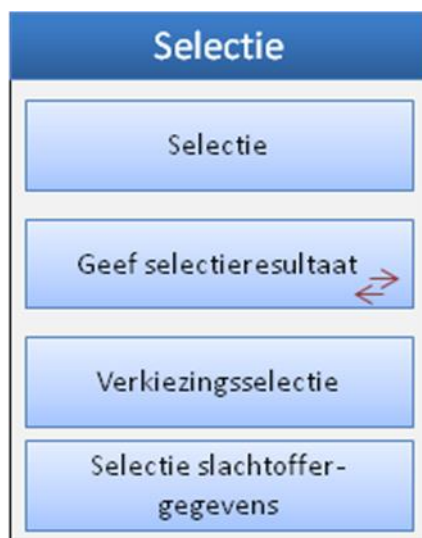 Selectie
Selectie
Geef selectieresultaat
Verkiezingsselectie
Selectie slachtoffer-
gegevens